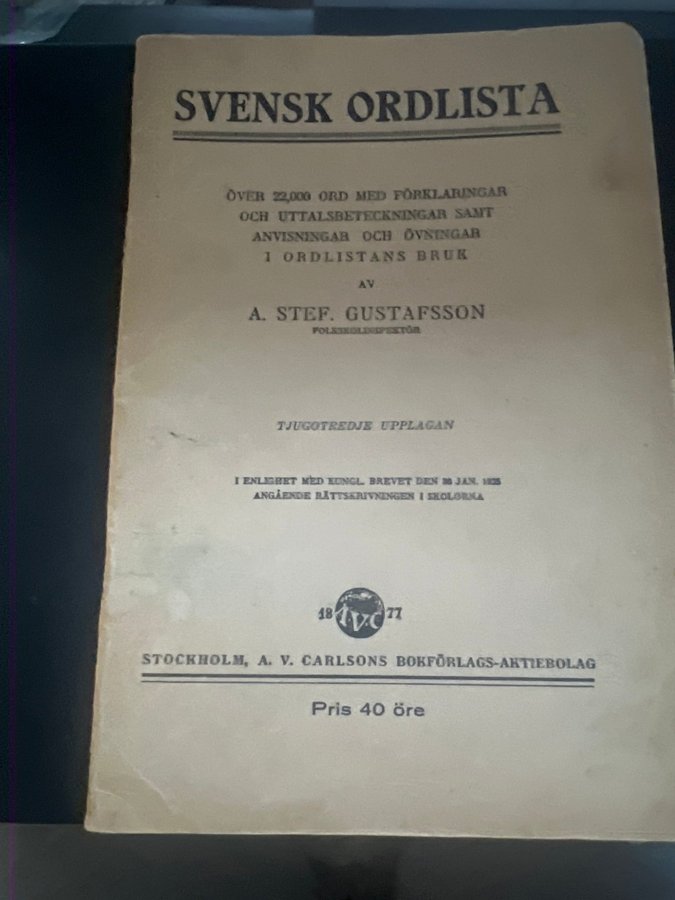 SVENSK ORDLISTA
ÖVER 22,000 ORD MED FÖRKLARINGAR
OCH UTTALSBETECKNINGAR SAMT
ANVISNINGAR OCH ÖVNINGAR
I ORDLISTANS BRUK
AV
A. STEF. GUSTAFSSON
FOLKSKOLINSPEKTÖR
TJUGOTREDJE UPPLAGAN
I ENLIGHET MED KUNGL. BREVET DEN JAN.
ANGÅENDE RÄTTSKRIVNINGEN I SKOLORNA
18 A.V.C 77
STOCKHOLM, A. V. CARLSONS BOKFÖRLAGS-AKTIEBOLAG
Pris 40 öre